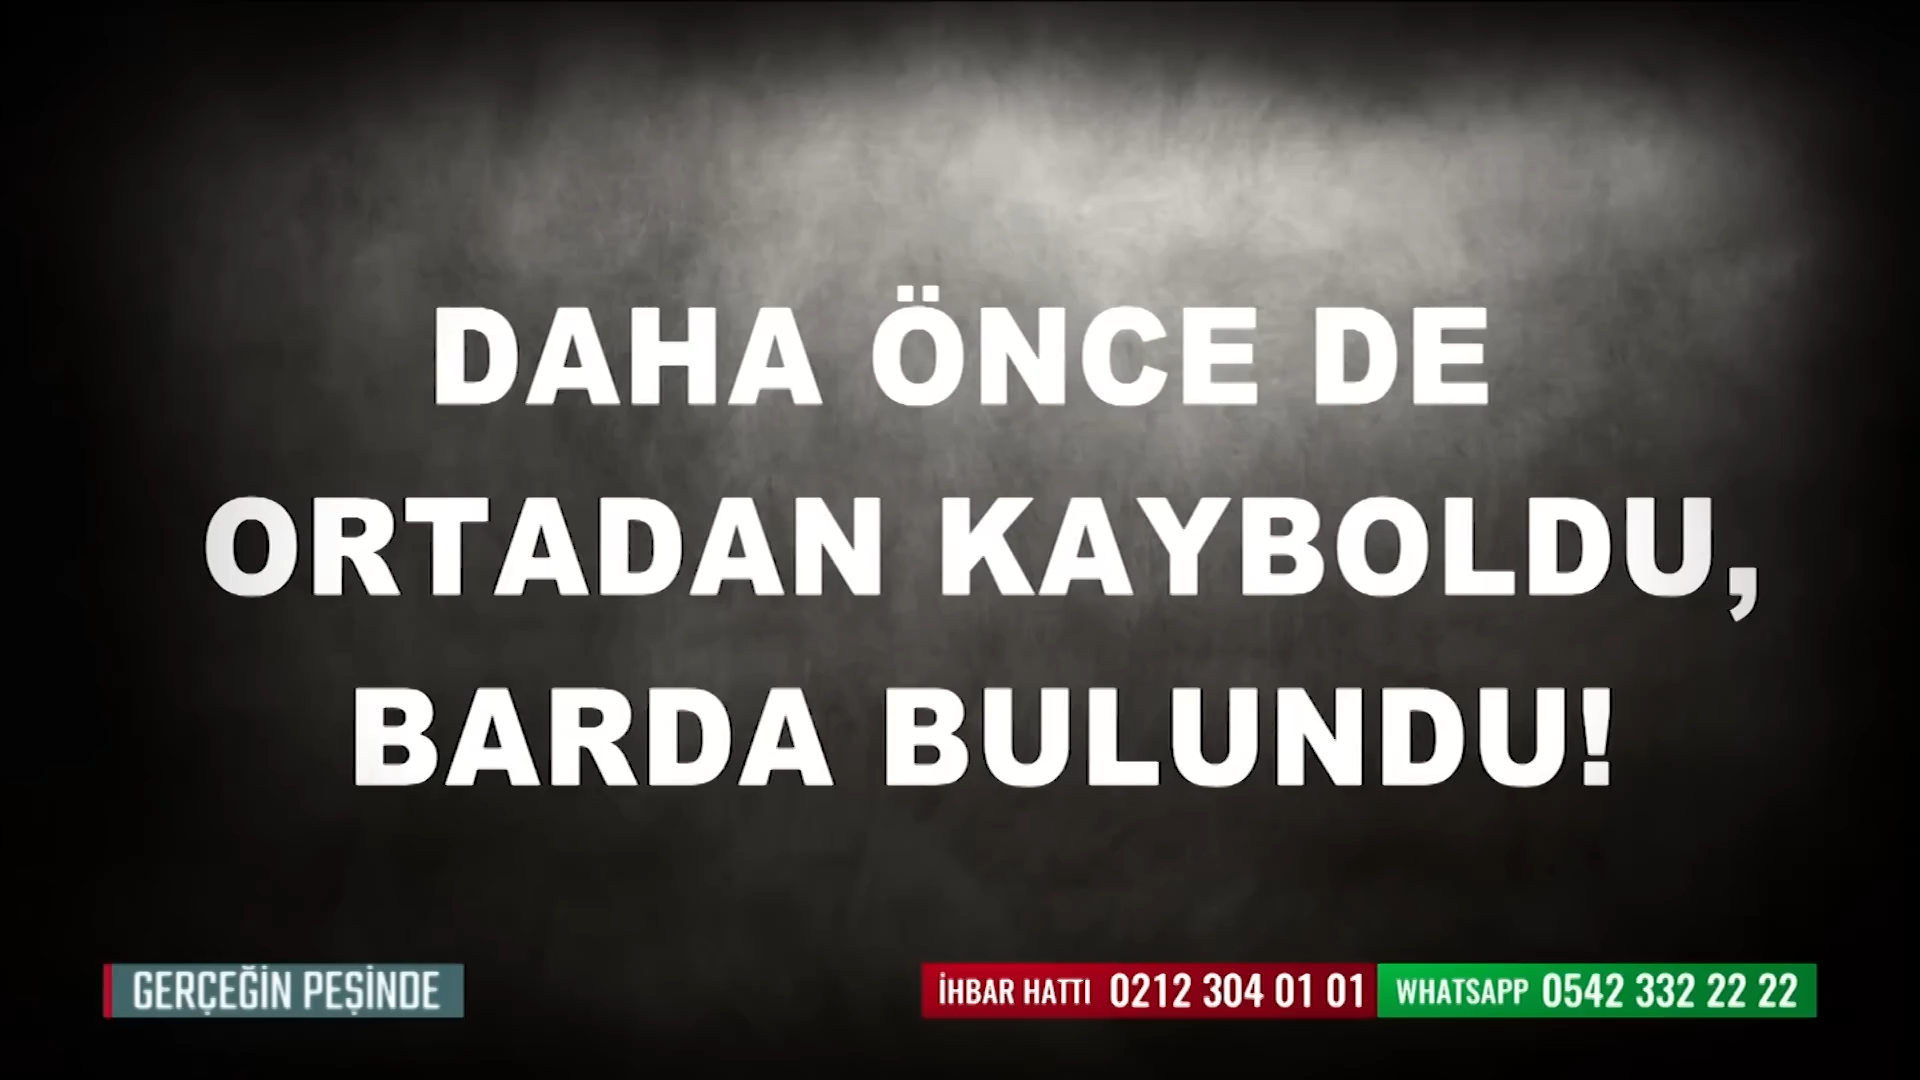 DAHA ÖNCE DE
ORTADAN KAYBOLDU,
BARDA BULUNDU!
GERÇEĞİN PEŞİNDE
İHBAR HATTI 0212 304 01 01
WHATSAPP 0542 332 22 22